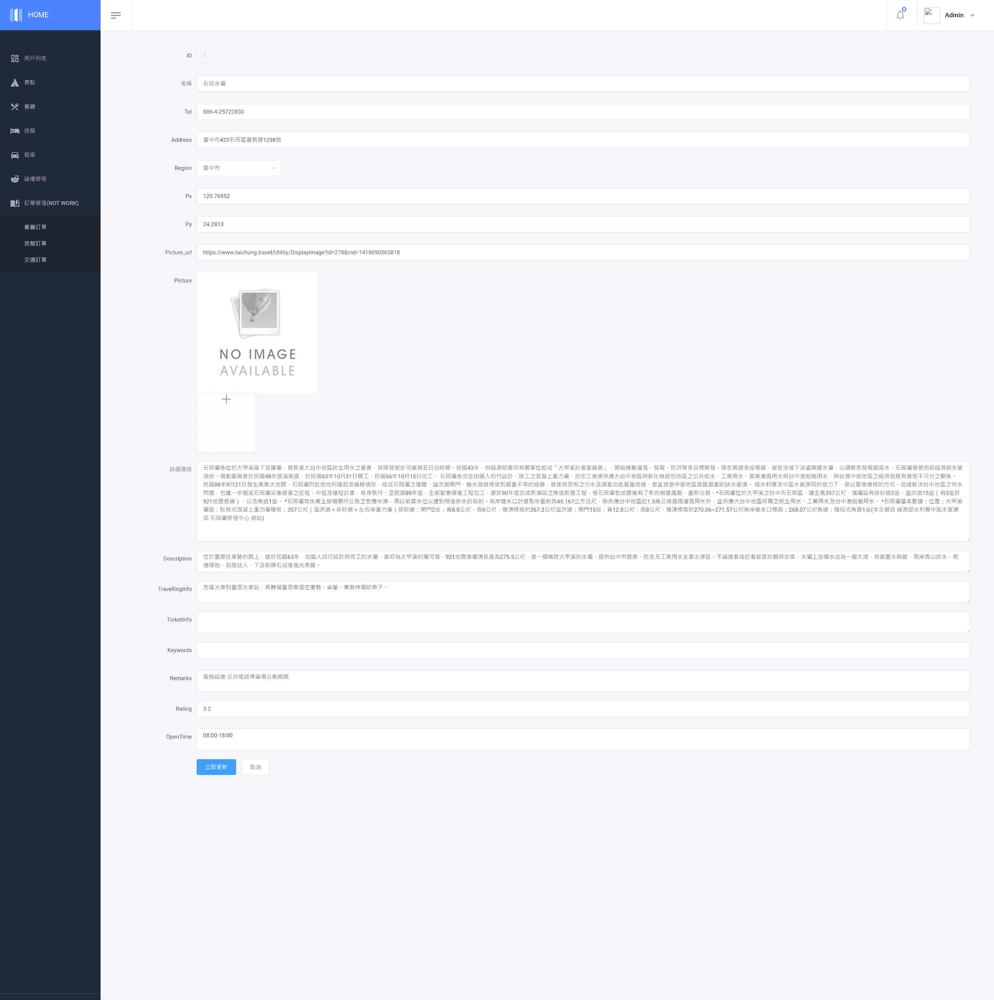 HOME
Admin
用戶列表
景點
餐廳
旅館
租車
論壇管理
訂單管理(NOT WORK)
餐廳訂單
旅館訂單
交通訂單
ID
1
名稱
石岡水壩
Tel
886-4-25722830
Address
臺中市422石岡區豐勢路1238號
Region
臺中市
Px
120.76952
Py
24.2813
Picture_url
https://www.taichung.travel/Utility/DisplayImage?id=278&rnd=1418090565818
Picture
NO IMAGE
AVAILABLE
詳細描述
石岡壩係位於大甲溪最下游堰壩，肩負著大台中地區民生用水之重責，其開發歷史可遠溯至日治時期。民國43年，由經濟部會同有關單位組成「大甲溪計畫委員會」，開始推動灌溉、發電、防洪等多目標開發。除在興建多座電廠，更在流域下游處興建水壩，以調節各發電廠尾水，石岡壩便是由前經濟部水資
源統一規劃委員會於民國48年提議興建，於民國63年10月31日開工，民國66年10月15日完工。 石岡壩係完全由國人自行設計、施工之混凝土重力壩，自完工後便供應大台中地區與彰化縣部份地區之公共給水、工業用水、農業灌溉用水與台中港船舶用水，與台灣中部地區之經濟發展有著密不可分之關係。
民國88年9月21日發生集集大地震，石岡壩附近受地形隆起及偏移情形，造成石岡壩之堰體、溢洪道閘門、輸水隧道等受到嚴重不等的毀損，致使其原有之引水及調蓄功能嚴重受損，更直接使中部地區面臨嚴重的缺水窘境。 經水利署及中區水資源局的協力下，除以緊急搶修的方式，迅速解決台中地區之供水
問題，也進一步擬定石岡壩災後修復之近程、中程及遠程計畫，依序執行。至民國89年底，全部緊急修復工程完工，更於90年底完成新增設之魚道新建工程，使石岡壩在地震後有了新的蛻變風貌，重新出發。*石岡壩位於大甲溪之台中市石岡區，堰全長357公尺，堰壩設有排砂道2座，溢洪道15座（有3座於
921地震受損），以及魚道1座。 *石岡壩為水庫主管機關所公告之在槽水庫，用以抬高水位以達到穩定供水的目的。南岸進水口計畫取水量則為45.167立方公尺，除供應台中地區近1.5萬公頃農田灌溉用水外，並供應大台中地區所需之民生用水、工業用水及台中港船舶用水。 *石岡壩基本數據：位置：大甲溪
壩型：臥箕式混凝土重力壩堰長：357公尺（溢洪道＋排砂道＋左右岸重力壩）排砂道：閘門2座：寬8.0公尺，高6公尺，堰頂標高約267.3公尺溢洪道：閘門15座：寬12.8公尺，高8公尺，堰頂標高約270.06~271.57公尺南岸進水口標高：268.07公尺魚道：階段式魚道1座(本文選自 經濟部水利署中區水資源
局 石岡壩管理中心 網站)
Description
位於豐原往東勢的路上，建於民國63年，由國人自行設計與完工的水壩，當初為大甲溪的攔河堰，921地震後壩頂長度為275.5公尺，是一個橫跨大甲溪的水壩，提供台中市農業、民生及工業用水主要水源區。不論遠看或近看皆是壯觀與宏偉，水壩上游攔水成為一個大湖，每當豐水時節，兩岸青山綠水，相
連環抱，剎是迷人，下游則礫石成堆風光秀麗。
TravellingInfo
先搭火車到豐原火車站，再轉搭豐原客運往東勢、卓蘭、東勢林場的車子。
TicketInfo
Keywords
Remarks
服務設施 公共電話停車場公廁網路
Rating
3.2
OpenTime
08:00-18:00
立即更新
取消